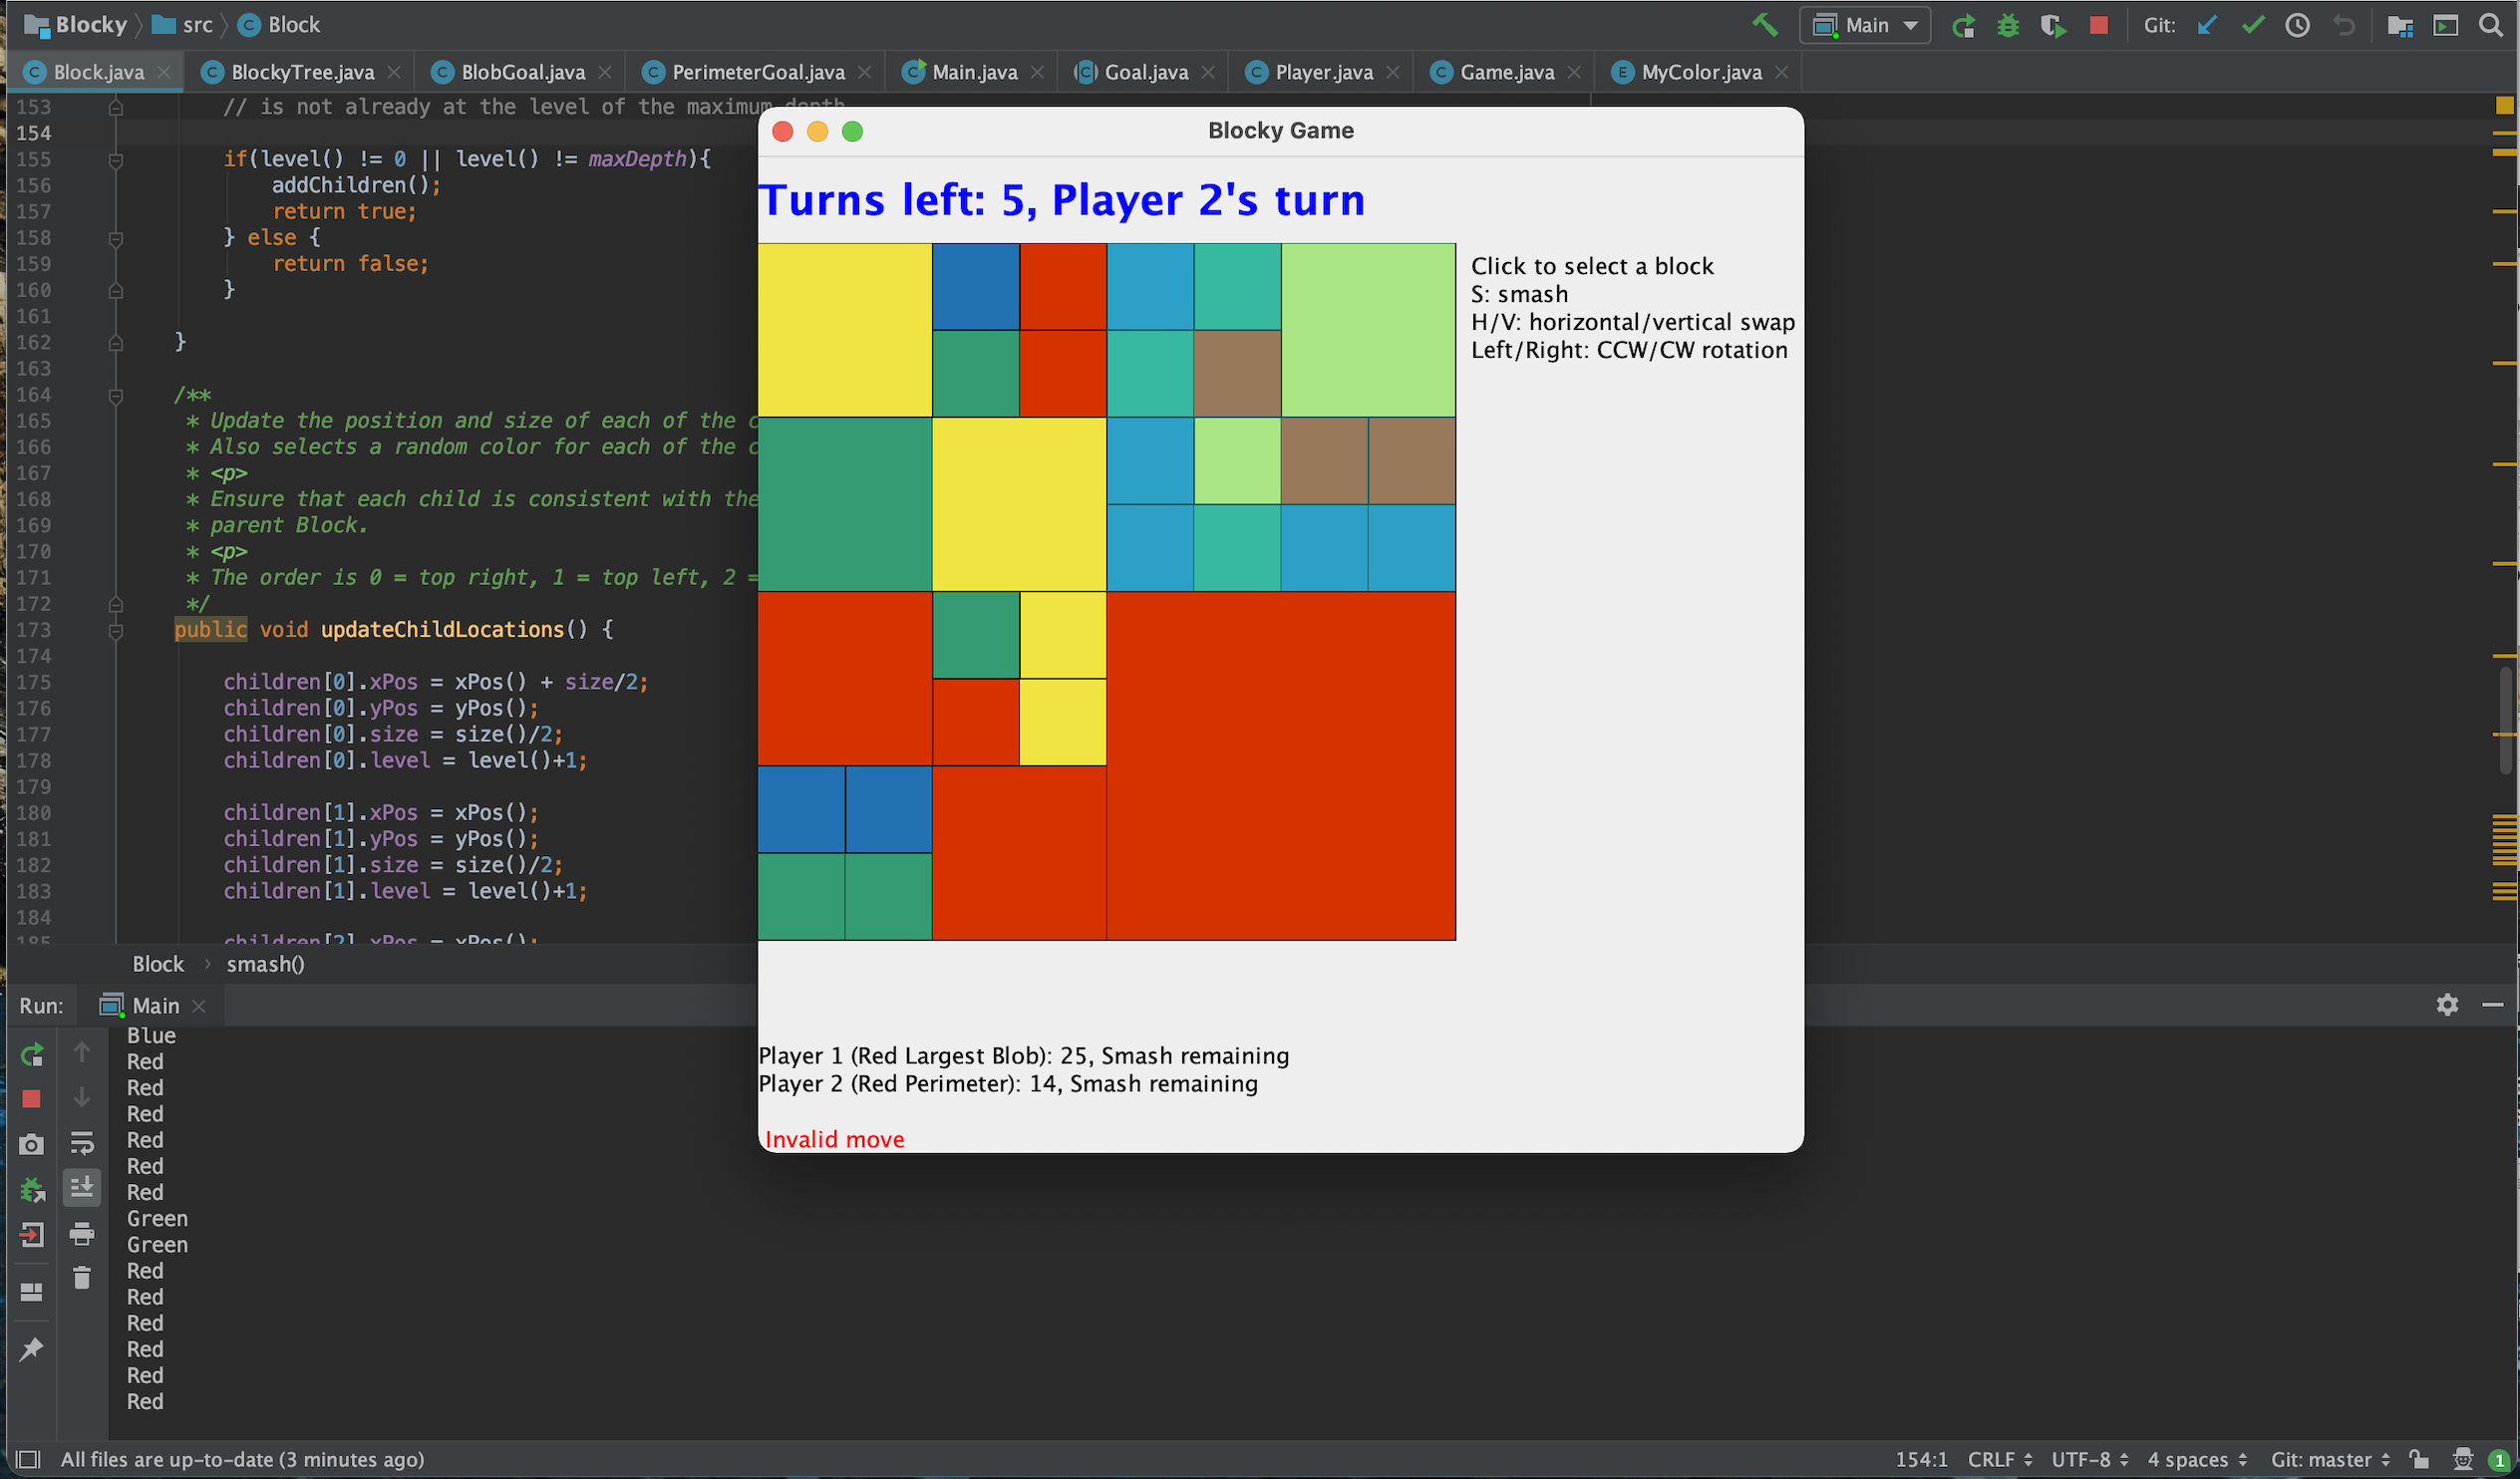 Blocky src Block Main Git:
Block.java BlockyTree.java BlobGoal.java PerimeterGoal.java Main.java Goal.java Player.java Game.java MyColor.java
153 // is not already at the level of the maximum depth
154
155 if(level() != 0 || level() != maxDepth){
156 addChildren();
157 return true;
158 } else {
159 return false;
160 }
161
162 }
163
164 /**
165 * Update the position and size of each of the c
166 * Also selects a random color for each of the c
167 * <p>
168 * Ensure that each child is consistent with the
169 * parent Block.
170 * <p>
171 * The order is 0 = top right, 1 = top left, 2 =
172 */
173 public void updateChildLocations() {
174
175 children[0].xPos = xPos() + size/2;
176 children[0].yPos = yPos();
177 children[0].size = size()/2;
178 children[0].level = level()+1;
179
180 children[1].xPos = xPos();
181 children[1].yPos = yPos();
182 children[1].size = size()/2;
183 children[1].level = level()+1;
184
185 children[2].xPos = xPos();
Block smash()
Blocky Game
Turns left: 5, Player 2's turn
Click to select a block
S: smash
H/V: horizontal/vertical swap
Left/Right: CCW/CW rotation
Player 1 (Red Largest Blob): 25, Smash remaining
Player 2 (Red Perimeter): 14, Smash remaining
Invalid move
Run: Main
Blue
Red
Red
Red
Red
Red
Red
Green
Green
Red
Red
Red
Red
Red
Red
All files are up-to-date (3 minutes ago) 154:1 CRLF UTF-8 4 spaces Git: master 1